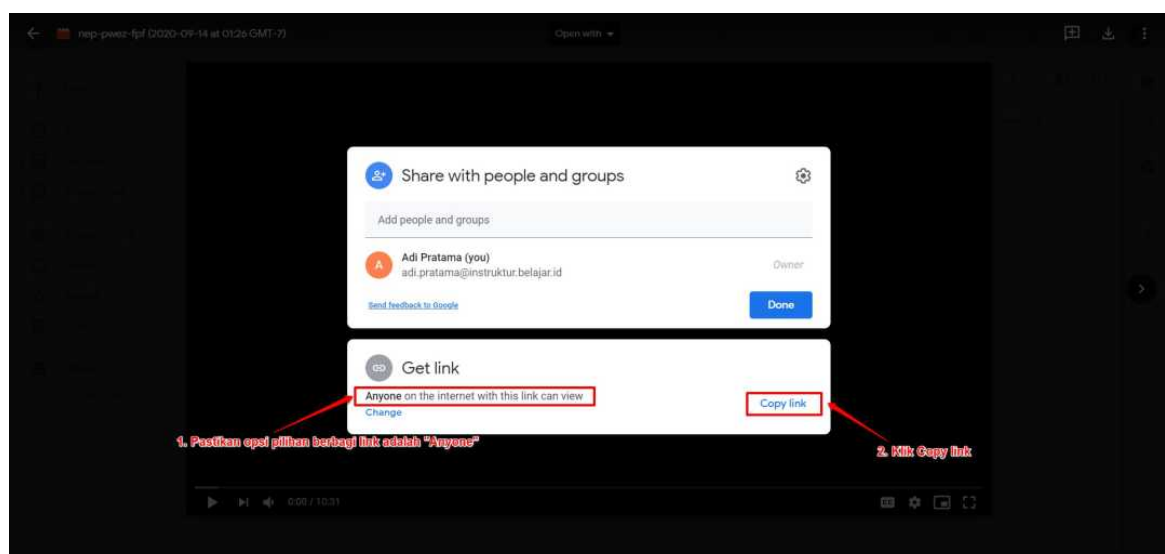 nep-pwez-fpf (2020-09-14 at 01:26 GMT-7)
Open with
Share with people and groups
Add people and groups
A
Adi Pratama (you)
adi.pratama@instruktur.belajar.id
Owner
Send feedback to Google
Done
Get link
Anyone on the internet with this link can view
Copy link
Change
1. Pastikan opsi pilihan berbagi link adalah "Anyone"
2. Klik Copy link
0:00 / 10:31